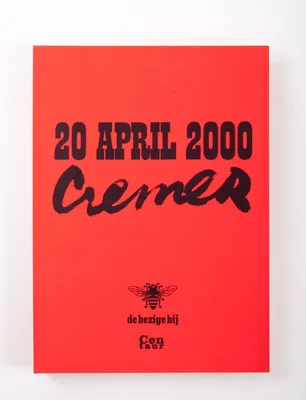 20 APRIL 2000
Cremer
de bezige bij
Cen
taur